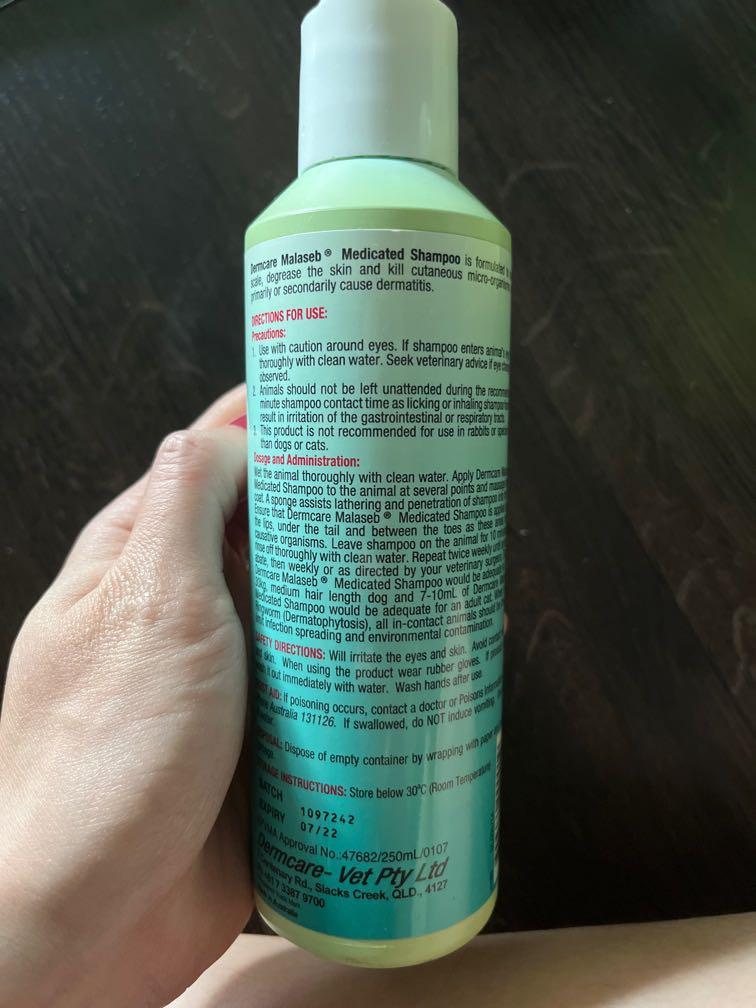 Dermcare Malaseb® Medicated Shampoo is formulated
scale, degrease the skin and kill cutaneous
primarily or secondarily cause dermatitis.
DIRECTIONS FOR USE:
Precautions:
1. Use with caution around eyes. If shampoo enters animal's
thoroughly with clean water. Seek veterinary advice if eye
observed.
2. Animals should not be left unattended during the
minute shampoo contact time as licking or inhaling shampoo
result in irritation of the gastrointestinal or respiratory tracts.
3. This product is not recommended for use in rabbits or
than dogs or cats.
Dosage and Administration:
Wet the animal thoroughly with clean water. Apply Dermcare
Medicated Shampoo to the animal at several points and massage
coat. A sponge assists lathering and penetration of shampoo
Ensure that Dermcare Malaseb® Medicated Shampoo is
the lips, under the tail and between the toes as these
causative organisms. Leave shampoo on the animal for 10
rinse off thoroughly with clean water. Repeat twice weekly until
abate, then weekly or as directed by your veterinary surgeon.
Dermcare Malaseb® Medicated Shampoo would be
30kg, medium hair length dog and 7-10mL of Dermcare
Medicated Shampoo would be adequate for an adult cat.
Ringworm (Dermatophytosis), all in-contact animals should be
infection spreading and environmental contamination.
SAFETY DIRECTIONS: Will irritate the eyes and skin. Avoid
and skin. When using the product wear rubber gloves. If
it out immediately with water. Wash hands after use.
FIRST AID: If poisoning occurs, contact a doctor or Poisons
Australia 131126. If swallowed, do NOT induce vomiting.
water.
DISPOSAL: Dispose of empty container by wrapping with paper
STORAGE INSTRUCTIONS: Store below 30°C (Room Temperature
BATCH 1097242
EXPIRY 07/22
APVMA Approval No.:47682/250mL/0107
Dermcare- Vet Pty Ltd
Rd., Slacks Creek, QLD., 4127
7 3387 9700
Made in Australia